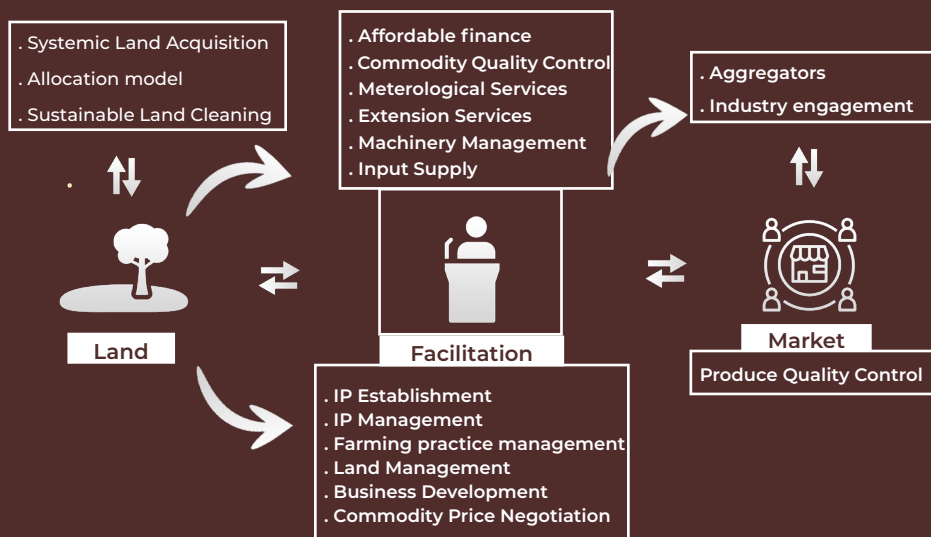 . Systemic Land Acquisition
. Allocation model
. Sustainable Land Cleaning
. Affordable finance
. Commodity Quality Control
. Meterological Services
. Extension Services
. Machinery Management
. Input Supply
. Aggregators
. Industry engagement
Land
Facilitation
Market
Produce Quality Control
. IP Establishment
. IP Management
. Farming practice management
. Land Management
. Business Development
. Commodity Price Negotiation